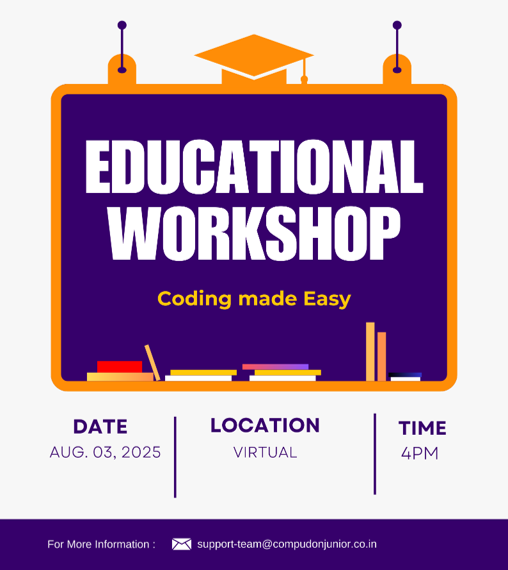 EDUCATIONAL
WORKSHOP
Coding made Easy
DATE
AUG. 03, 2025
LOCATION
VIRTUAL
TIME
4PM
For More Information : support-team@compudonjunior.co.in